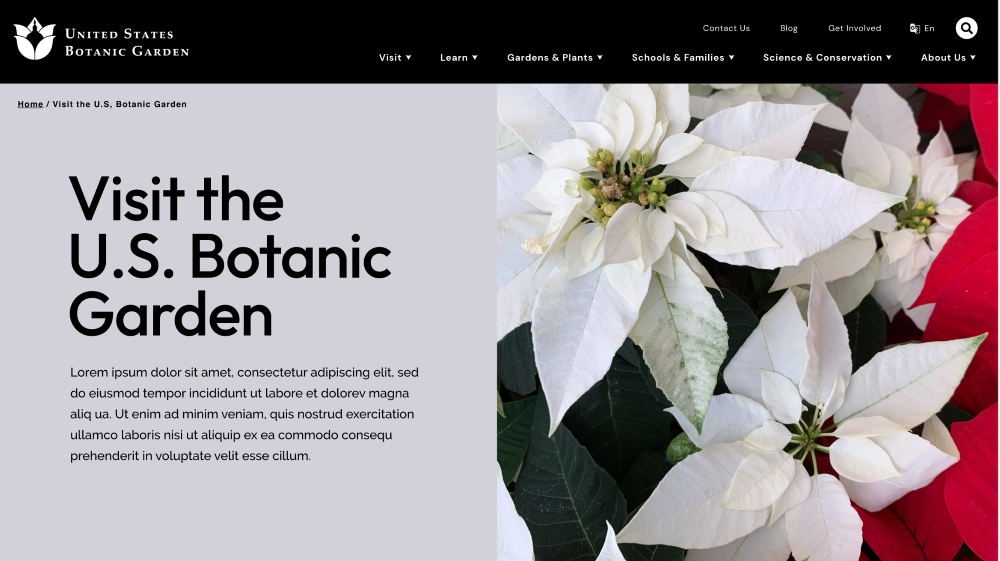 UNITED STATES
BOTANIC GARDEN
Contact Us Blog Get Involved En
Visit ▼ Learn ▼ Gardens & Plants ▼ Schools & Families ▼ Science & Conservation ▼ About Us ▼
Home / Visit the U.S, Botanic Garden
Visit the
U.S. Botanic
Garden
Lorem ipsum dolor sit amet, consectetur adipiscing elit, sed
do eiusmod tempor incididunt ut labore et dolorev magna
aliq ua. Ut enim ad minim veniam, quis nostrud exercitation
ullamco laboris nisi ut aliquip ex ea commodo consequ
prehenderit in voluptate velit esse cillum.